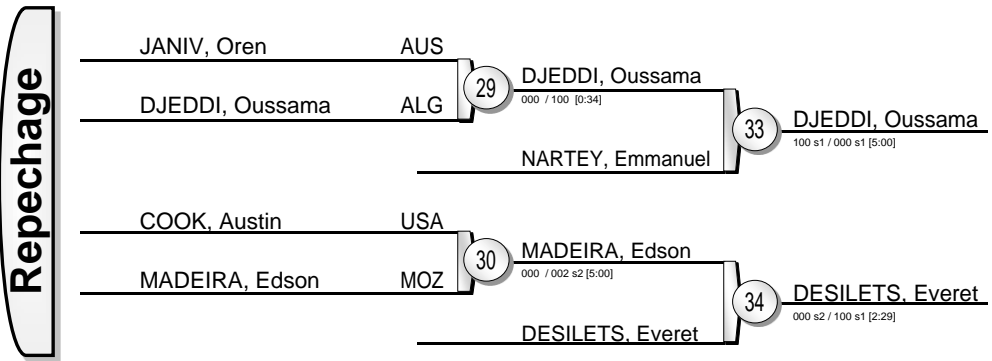 Repechage
JANIV, Oren AUS
DJEDDI, Oussama ALG
29
DJEDDI, Oussama
000 / 100 [0:34]
NARTEY, Emmanuel
33
DJEDDI, Oussama
100 s1 / 000 s1 [5:00]
COOK, Austin USA
MADEIRA, Edson MOZ
30
MADEIRA, Edson
000 / 002 s2 [5:00]
DESILETS, Everet
34
DESILETS, Everet
000 s2 / 100 s1 [2:29]